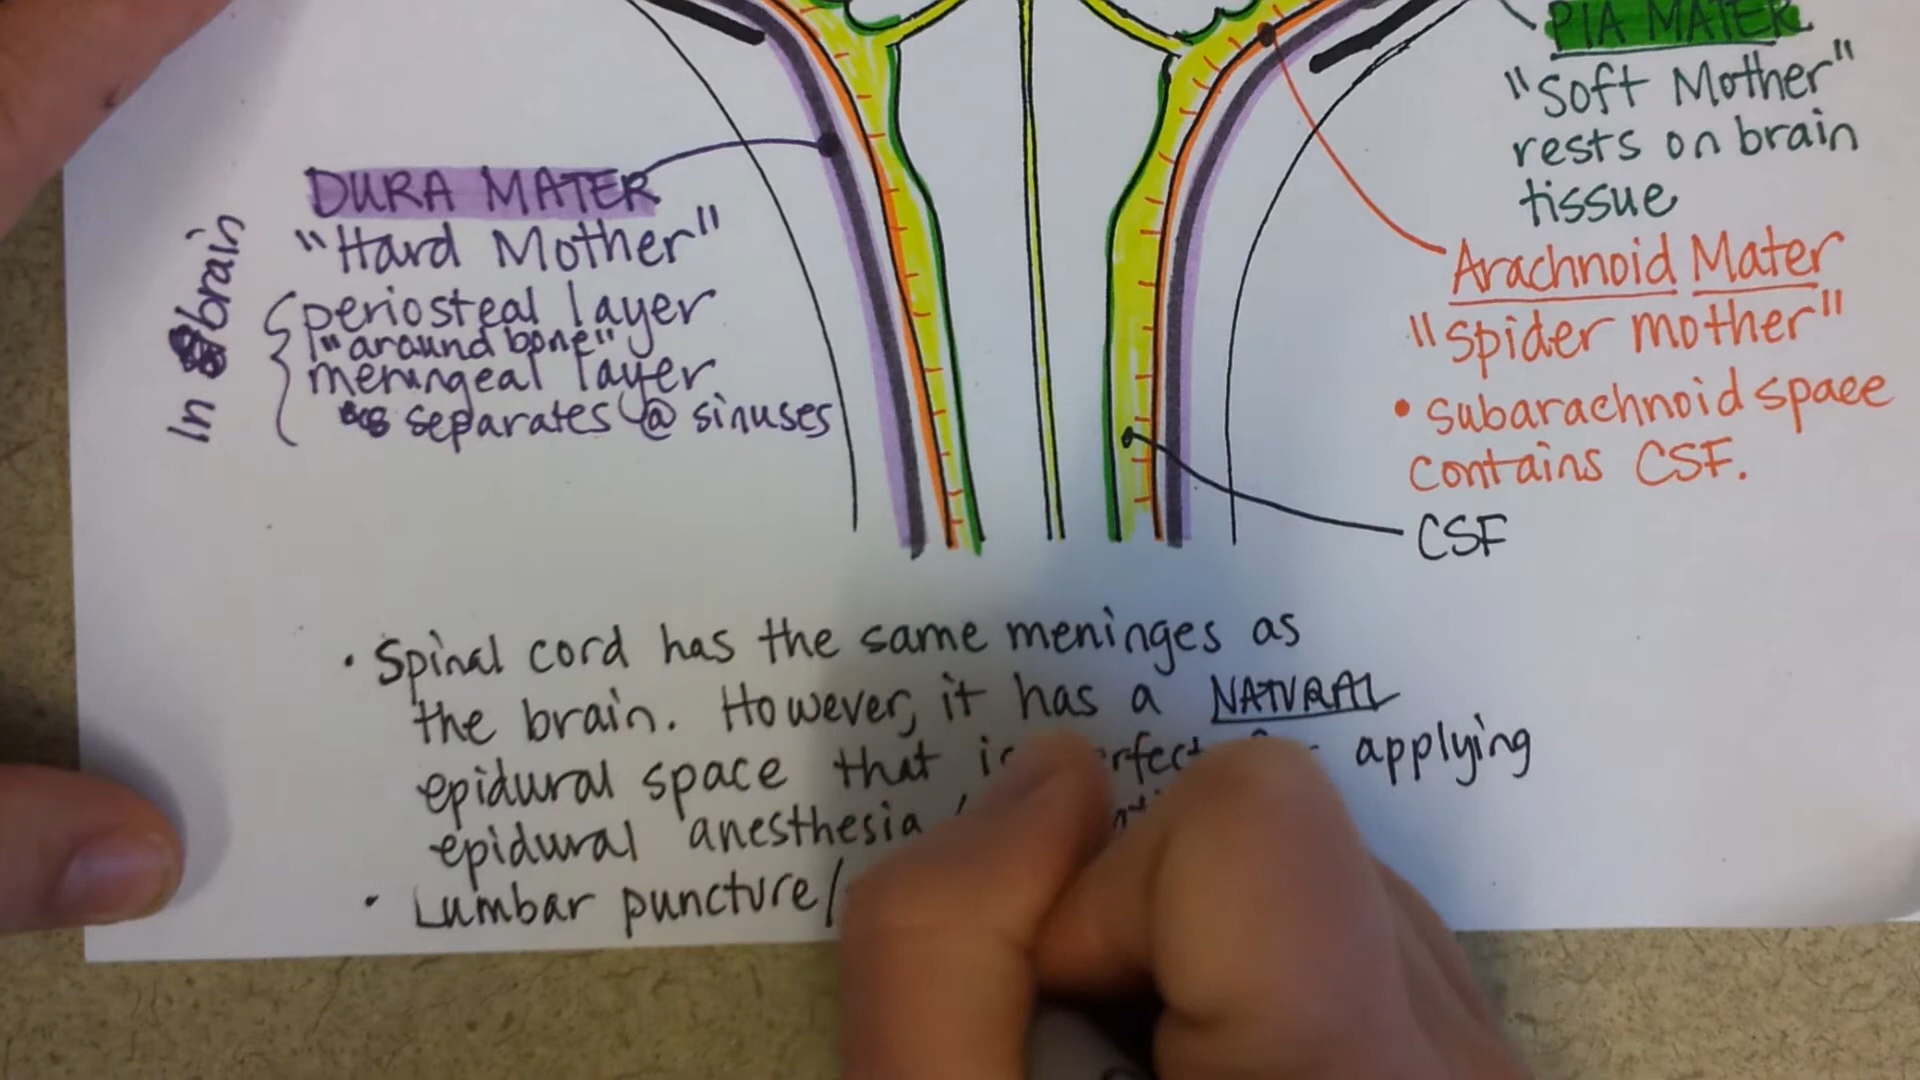 PIA MATER
"Soft Mother"
rests on brain
tissue
DURA MATER
"Hard Mother"
In brain
periosteal layer
"around bone"
meningeal layer
separates @ sinuses
Arachnoid Mater
"Spider mother"
• subarachnoid space
contains CSF.
CSF
• Spinal cord has the same meninges as
the brain. However, it has a NATURAL
epidural space that applying
epidural anesthesia /
• Lumbar puncture/